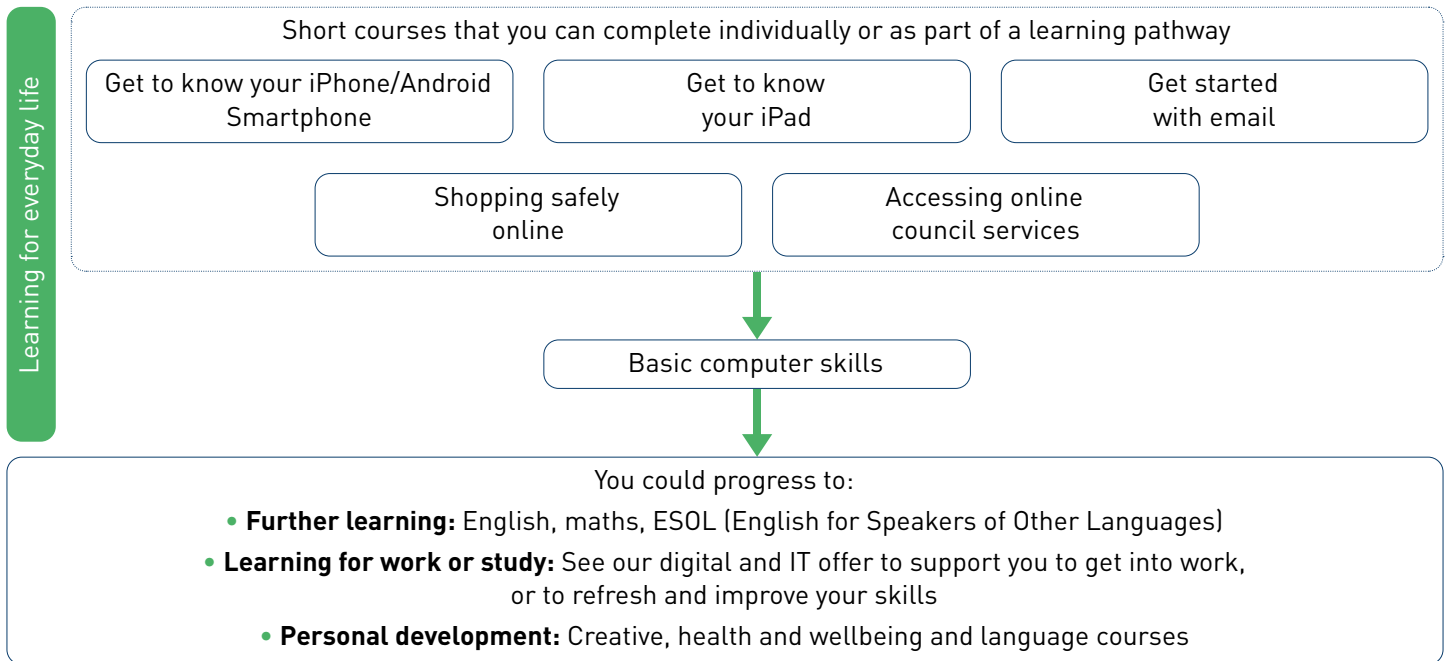 Learning for everyday life
Short courses that you can complete individually or as part of a learning pathway
Get to know your iPhone/Android
Smartphone
Get to know
your iPad
Get started
with email
Shopping safely
online
Accessing online
council services
Basic computer skills
You could progress to:
• Further learning: English, maths, ESOL (English for Speakers of Other Languages)
• Learning for work or study: See our digital and IT offer to support you to get into work,
or to refresh and improve your skills
• Personal development: Creative, health and wellbeing and language courses